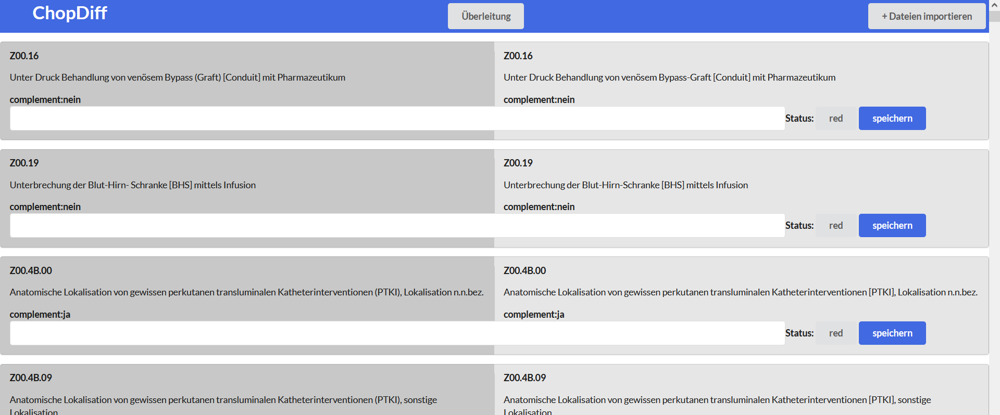 ChopDiff
Überleitung
+ Dateien importieren
Z00.16
Unter Druck Behandlung von venösem Bypass (Graft) [Conduit] mit Pharmazeutikum
complement:nein
Z00.16
Unter Druck Behandlung von venösem Bypass-Graft [Conduit] mit Pharmazeutikum
complement:nein
Status:
red
speichern
Z00.19
Unterbrechung der Blut-Hirn- Schranke [BHS] mittels Infusion
complement:nein
Z00.19
Unterbrechung der Blut-Hirn-Schranke [BHS] mittels Infusion
complement:nein
Status:
red
speichern
Z00.4B.00
Anatomische Lokalisation von gewissen perkutanen transluminalen Katheterinterventionen (PTKI), Lokalisation n.n.bez.
complement:ja
Z00.4B.00
Anatomische Lokalisation von gewissen perkutanen transluminalen Katheterinterventionen [PTKI], Lokalisation n.n.bez.
complement:ja
Status:
red
speichern
Z00.4B.09
Anatomische Lokalisation von gewissen perkutanen transluminalen Katheterinterventionen (PTKI), sonstige
Lokalisation
Z00.4B.09
Anatomische Lokalisation von gewissen perkutanen transluminalen Katheterinterventionen [PTKI], sonstige
Lokalisation